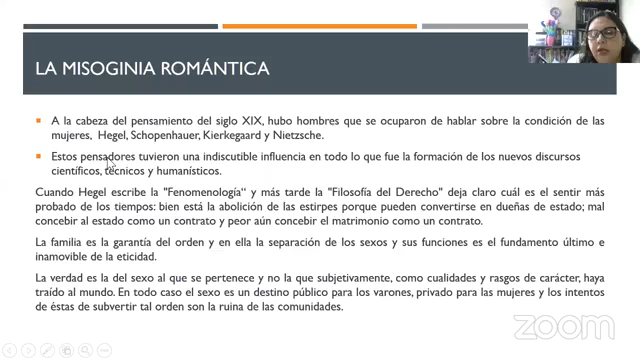 LA MISOGINIA ROMÁNTICA
A la cabeza del pensamiento del siglo XIX, hubo hombres que se ocuparon de hablar sobre la condición de las
mujeres, Hegel, Schopenhauer, Kierkegaard y Nietzsche.
Estos pensadores tuvieron una indiscutible influencia en todo lo que fue la formación de los nuevos discursos
científicos, técnicos y humanísticos.
Cuando Hegel escribe la "Fenomenología" y más tarde la "Filosofía del Derecho" deja claro cuál es el sentir más
probado de los tiempos: bien está la abolición de las estirpes porque pueden convertirse en dueñas de estado; mal
concebir al estado como un contrato y peor aún concebir el matrimonio como un contrato.
La familia es la garantía del orden y en ella la separación de los sexos y sus funciones es el fundamento último e
inamovible de la eticidad.
La verdad es la del sexo al que se pertenece y no la que subjetivamente, como cualidades y rasgos de carácter, haya
traído al mundo. En todo caso el sexo es un destino público para los varones, privado para las mujeres y los intentos
de éstas de subvertir tal orden son la ruina de las comunidades.
zoom